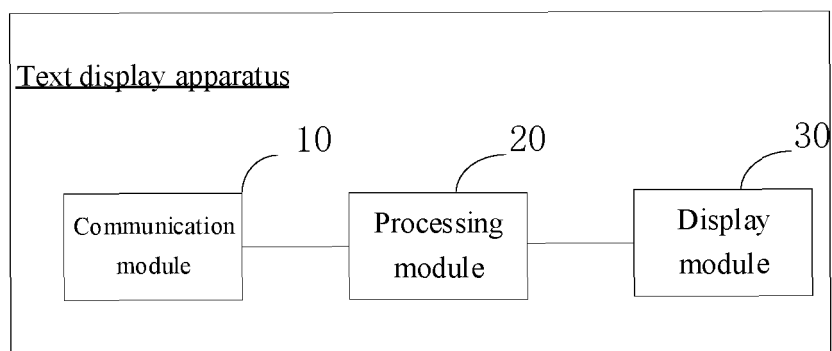 Text display apparatus
10
20
30
Communication
module
Processing
module
Display
module